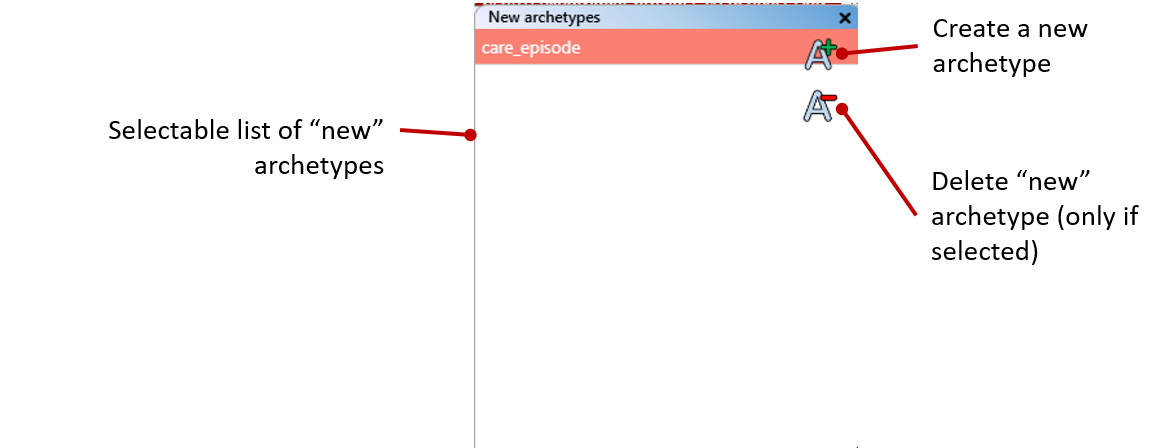 New archetypes
care_episode
Create a new
archetype
Selectable list of “new”
archetypes
Delete “new”
archetype (only if
selected)